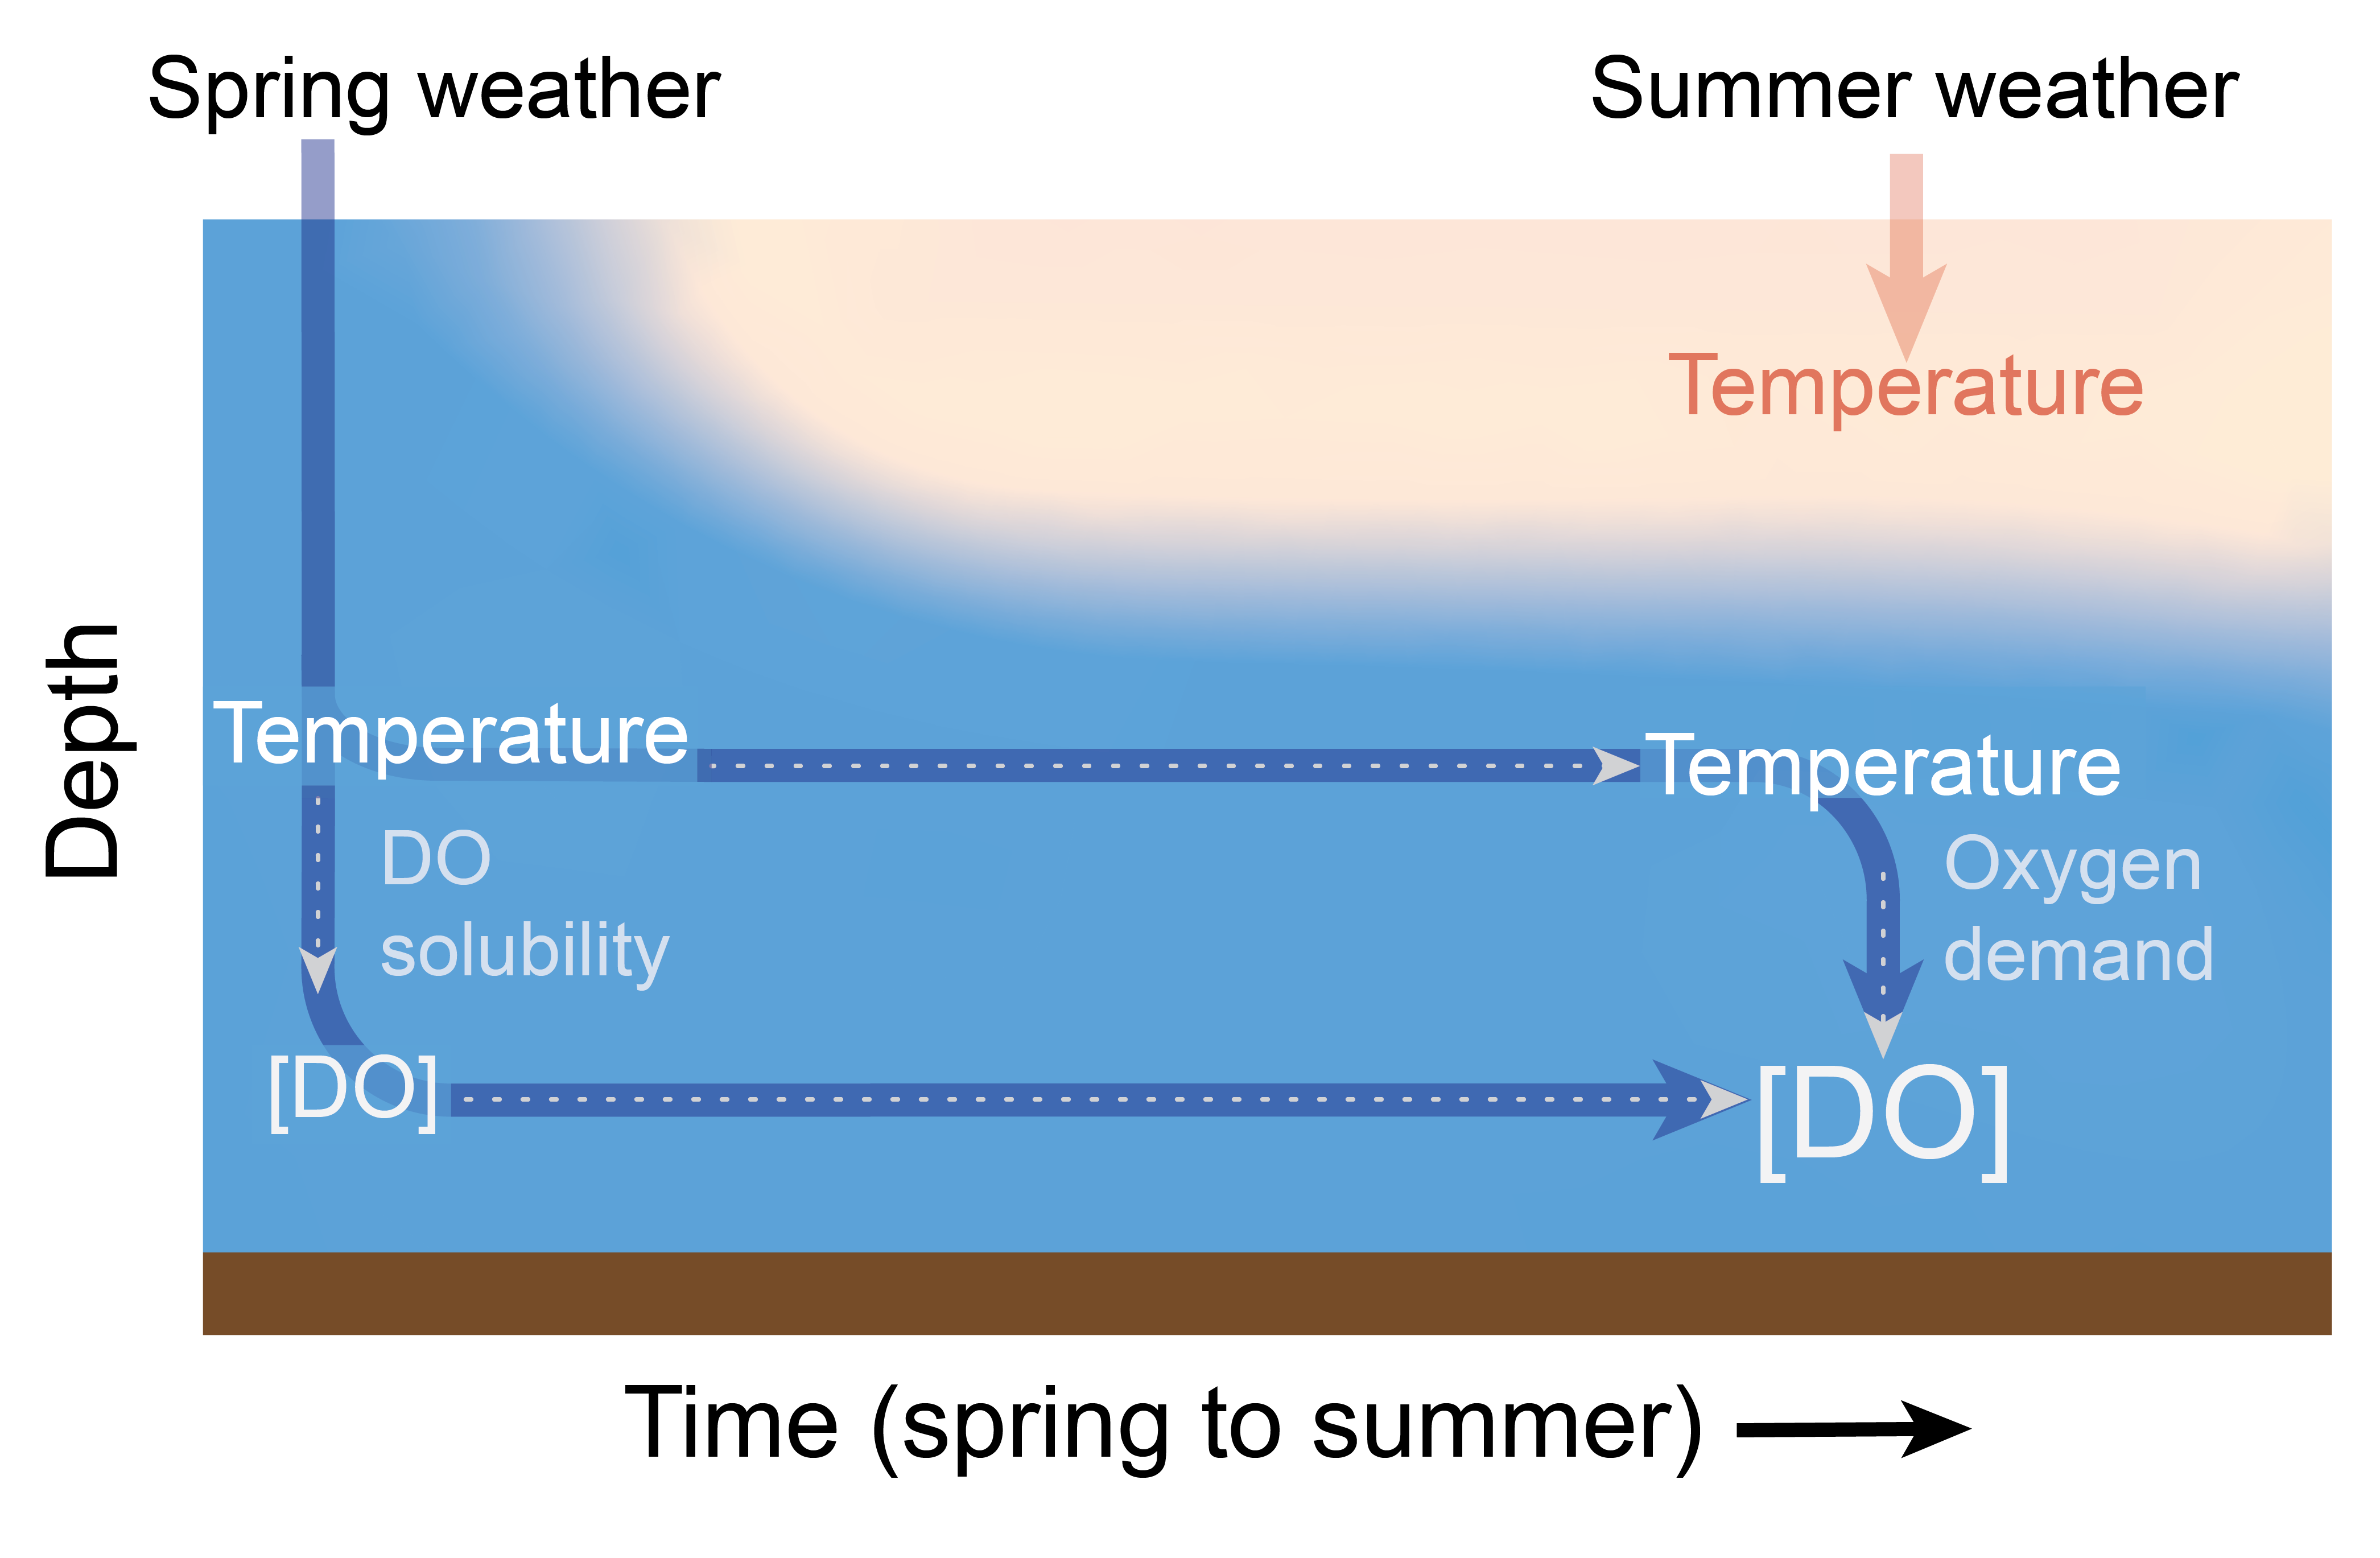 Spring weather
Summer weather
Temperature
Depth
Temperature
Temperature
DO
solubility
Oxygen
demand
[DO]
[DO]
Time (spring to summer)